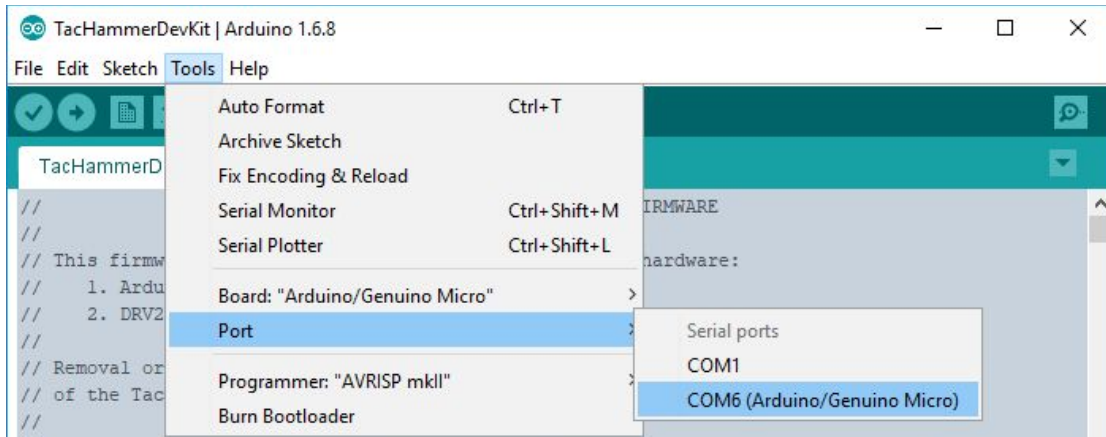 TacHammerDevKit | Arduino 1.6.8
File Edit Sketch Tools Help
TacHammerD
Auto Format Ctrl+T
Archive Sketch
Fix Encoding & Reload
Serial Monitor Ctrl+Shift+M
Serial Plotter Ctrl+Shift+L
Board: "Arduino/Genuino Micro"
Port
Programmer: "AVRISP mkII"
Burn Bootloader
Serial ports
COM1
COM6 (Arduino/Genuino Micro)
// IRMWARE
//
// This firmw hardware:
// 1. Ardu
// 2. DRV2
//
// Removal or
// of the Tac
//